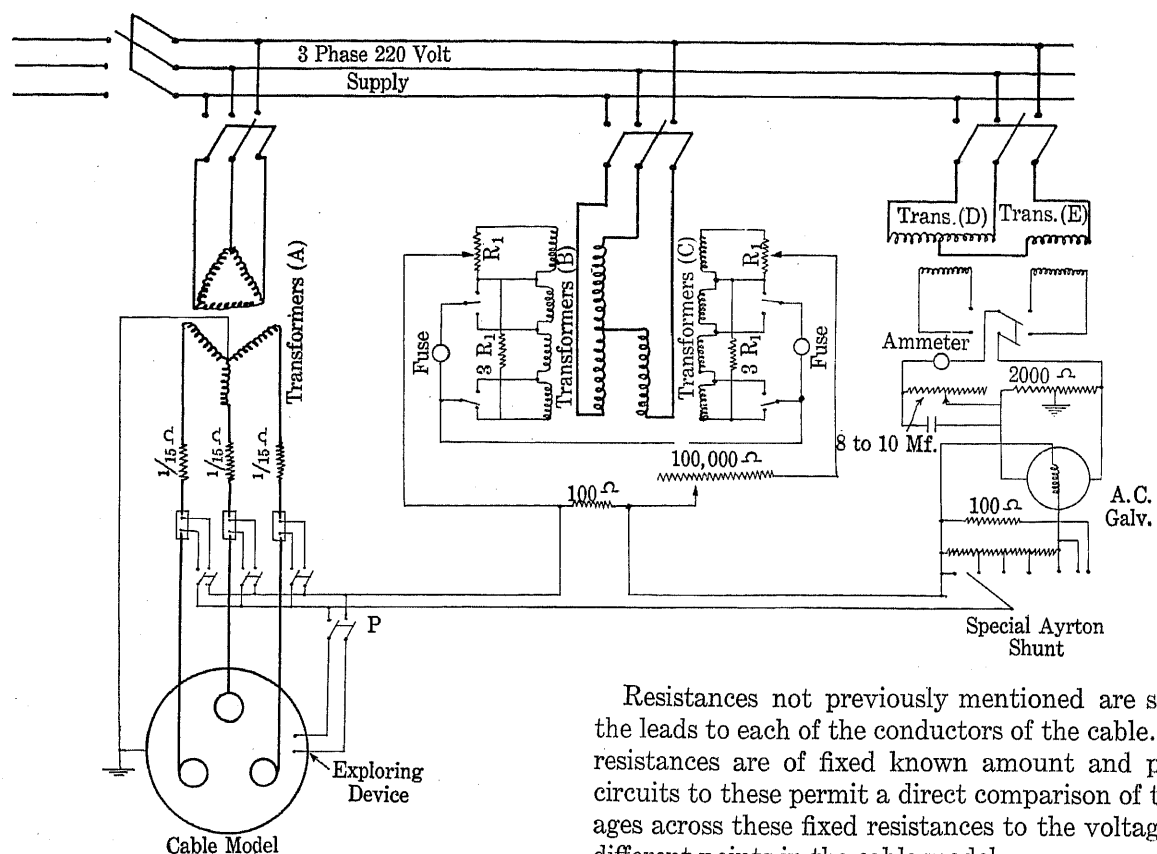 3 Phase 220 Volt
Supply
Trans.(D)
Trans.(E)
Transformers (A)
R1
3 R1
Fuse
Transformers (B)
Transformers (C)
R1
3 R1
Fuse
Ammeter
2000 Ω
8 to 10 Mf.
1/15 Ω
1/15 Ω
1/15 Ω
100,000 Ω
100 Ω
100 Ω
A.C.
Galv.
P
Special Ayrton
Shunt
Exploring
Device
Cable Model
Resistances not previously mentioned are s
the leads to each of the conductors of the cable.
resistances are of fixed known amount and p
circuits to these permit a direct comparison of t
ages across these fixed resistances to the voltag